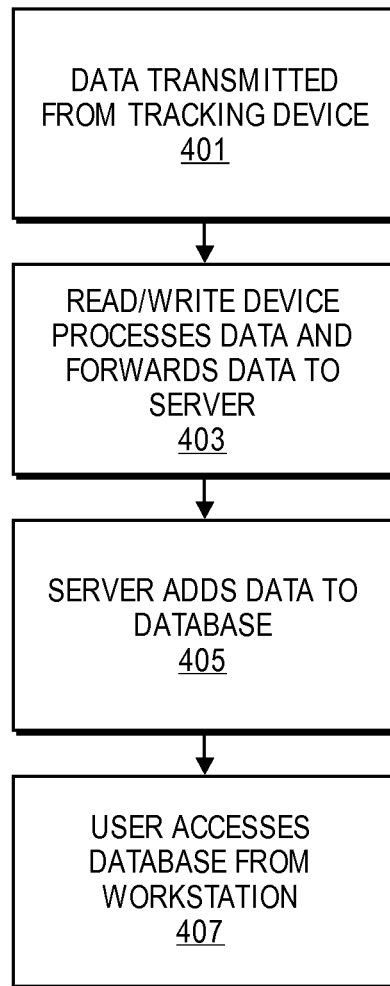 DATA TRANSMITTED
FROM TRACKING DEVICE
401
READ/WRITE DEVICE
PROCESSES DATA AND
FORWARDS DATA TO
SERVER
403
SERVER ADDS DATA TO
DATABASE
405
USER ACCESSES
DATABASE FROM
WORKSTATION
407